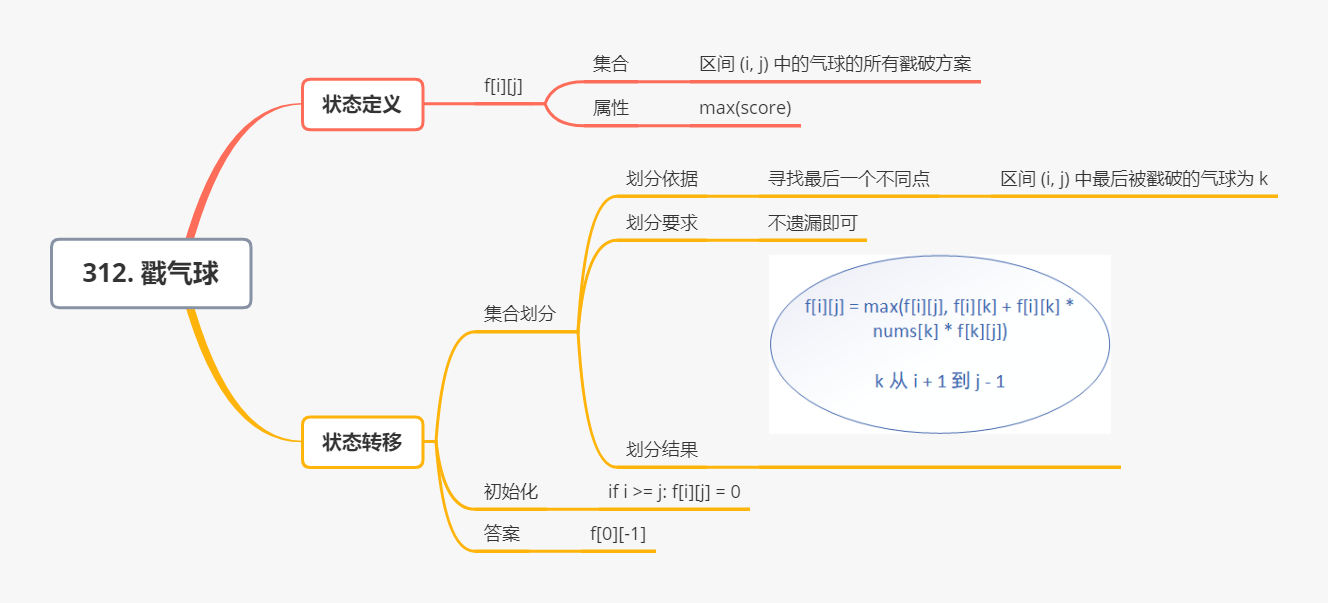 312. 戳气球
状态定义
f[i][j]
集合
区间 (i, j) 中的气球的所有戳破方案
属性
max(score)
状态转移
集合划分
划分依据
寻找最后一个不同点
区间 (i, j) 中最后被戳破的气球为 k
划分要求
不遗漏即可
划分结果
f[i][j] = max(f[i][j], f[i][k] + f[i][k] *
nums[k] * f[k][j])
k 从 i + 1 到 j - 1
初始化
if i >= j: f[i][j] = 0
答案
f[0][-1]